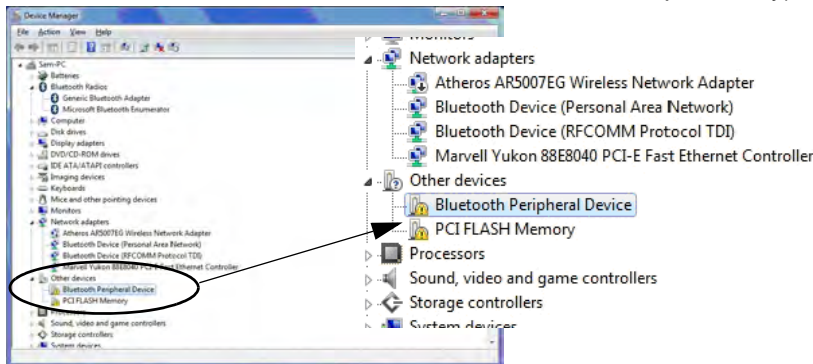 Device Manager
File Action View Help
Sem-PC
Batteries
Bluetooth Radios
Generic Bluetooth Adapter
Microsoft Bluetooth Enumerator
Computer
Disk drives
Display adapters
DVD/CD-ROM drives
IDE ATA/ATAPI controllers
Imaging devices
Keyboards
Mice and other pointing devices
Monitors
Network adapters
Atheros AR5007EG Wireless Network Adapter
Bluetooth Device (Personal Area Network)
Bluetooth Device (RFCOMM Protocol TDI)
Marvell Yukon 88E8040 PCI-E Fast Ethernet Controller
Other devices
Bluetooth Peripheral Device
PCI FLASH Memory
Processors
Sound, video and game controllers
Storage controllers
System devices
Monitors
Network adapters
Atheros AR5007EG Wireless Network Adapter
Bluetooth Device (Personal Area Network)
Bluetooth Device (RFCOMM Protocol TDI)
Marvell Yukon 88E8040 PCI-E Fast Ethernet Controller
Other devices
Bluetooth Peripheral Device
PCI FLASH Memory
Processors
Sound, video and game controllers
Storage controllers
System devices